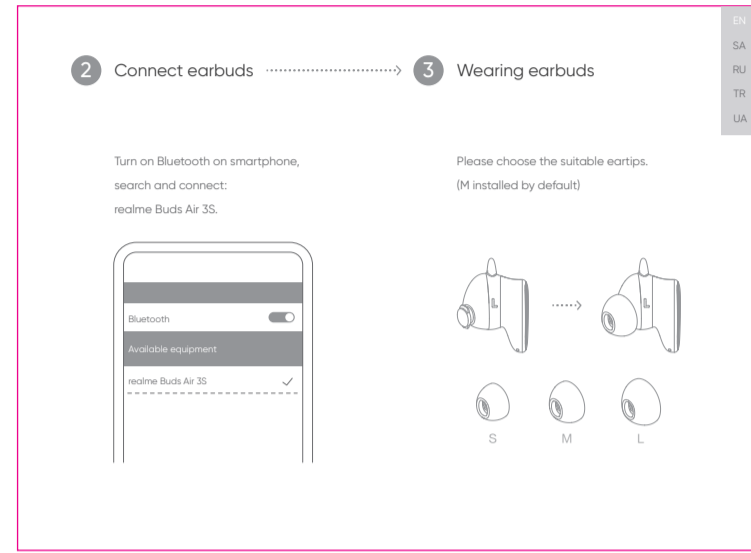 2 Connect earbuds
Turn on Bluetooth on smartphone,
search and connect:
realme Buds Air 3S.
Bluetooth
Available equipment
realme Buds Air 3S
3 Wearing earbuds
Please choose the suitable eartips.
(M installed by default)
L
L
S M L
EN
SA
RU
TR
UA